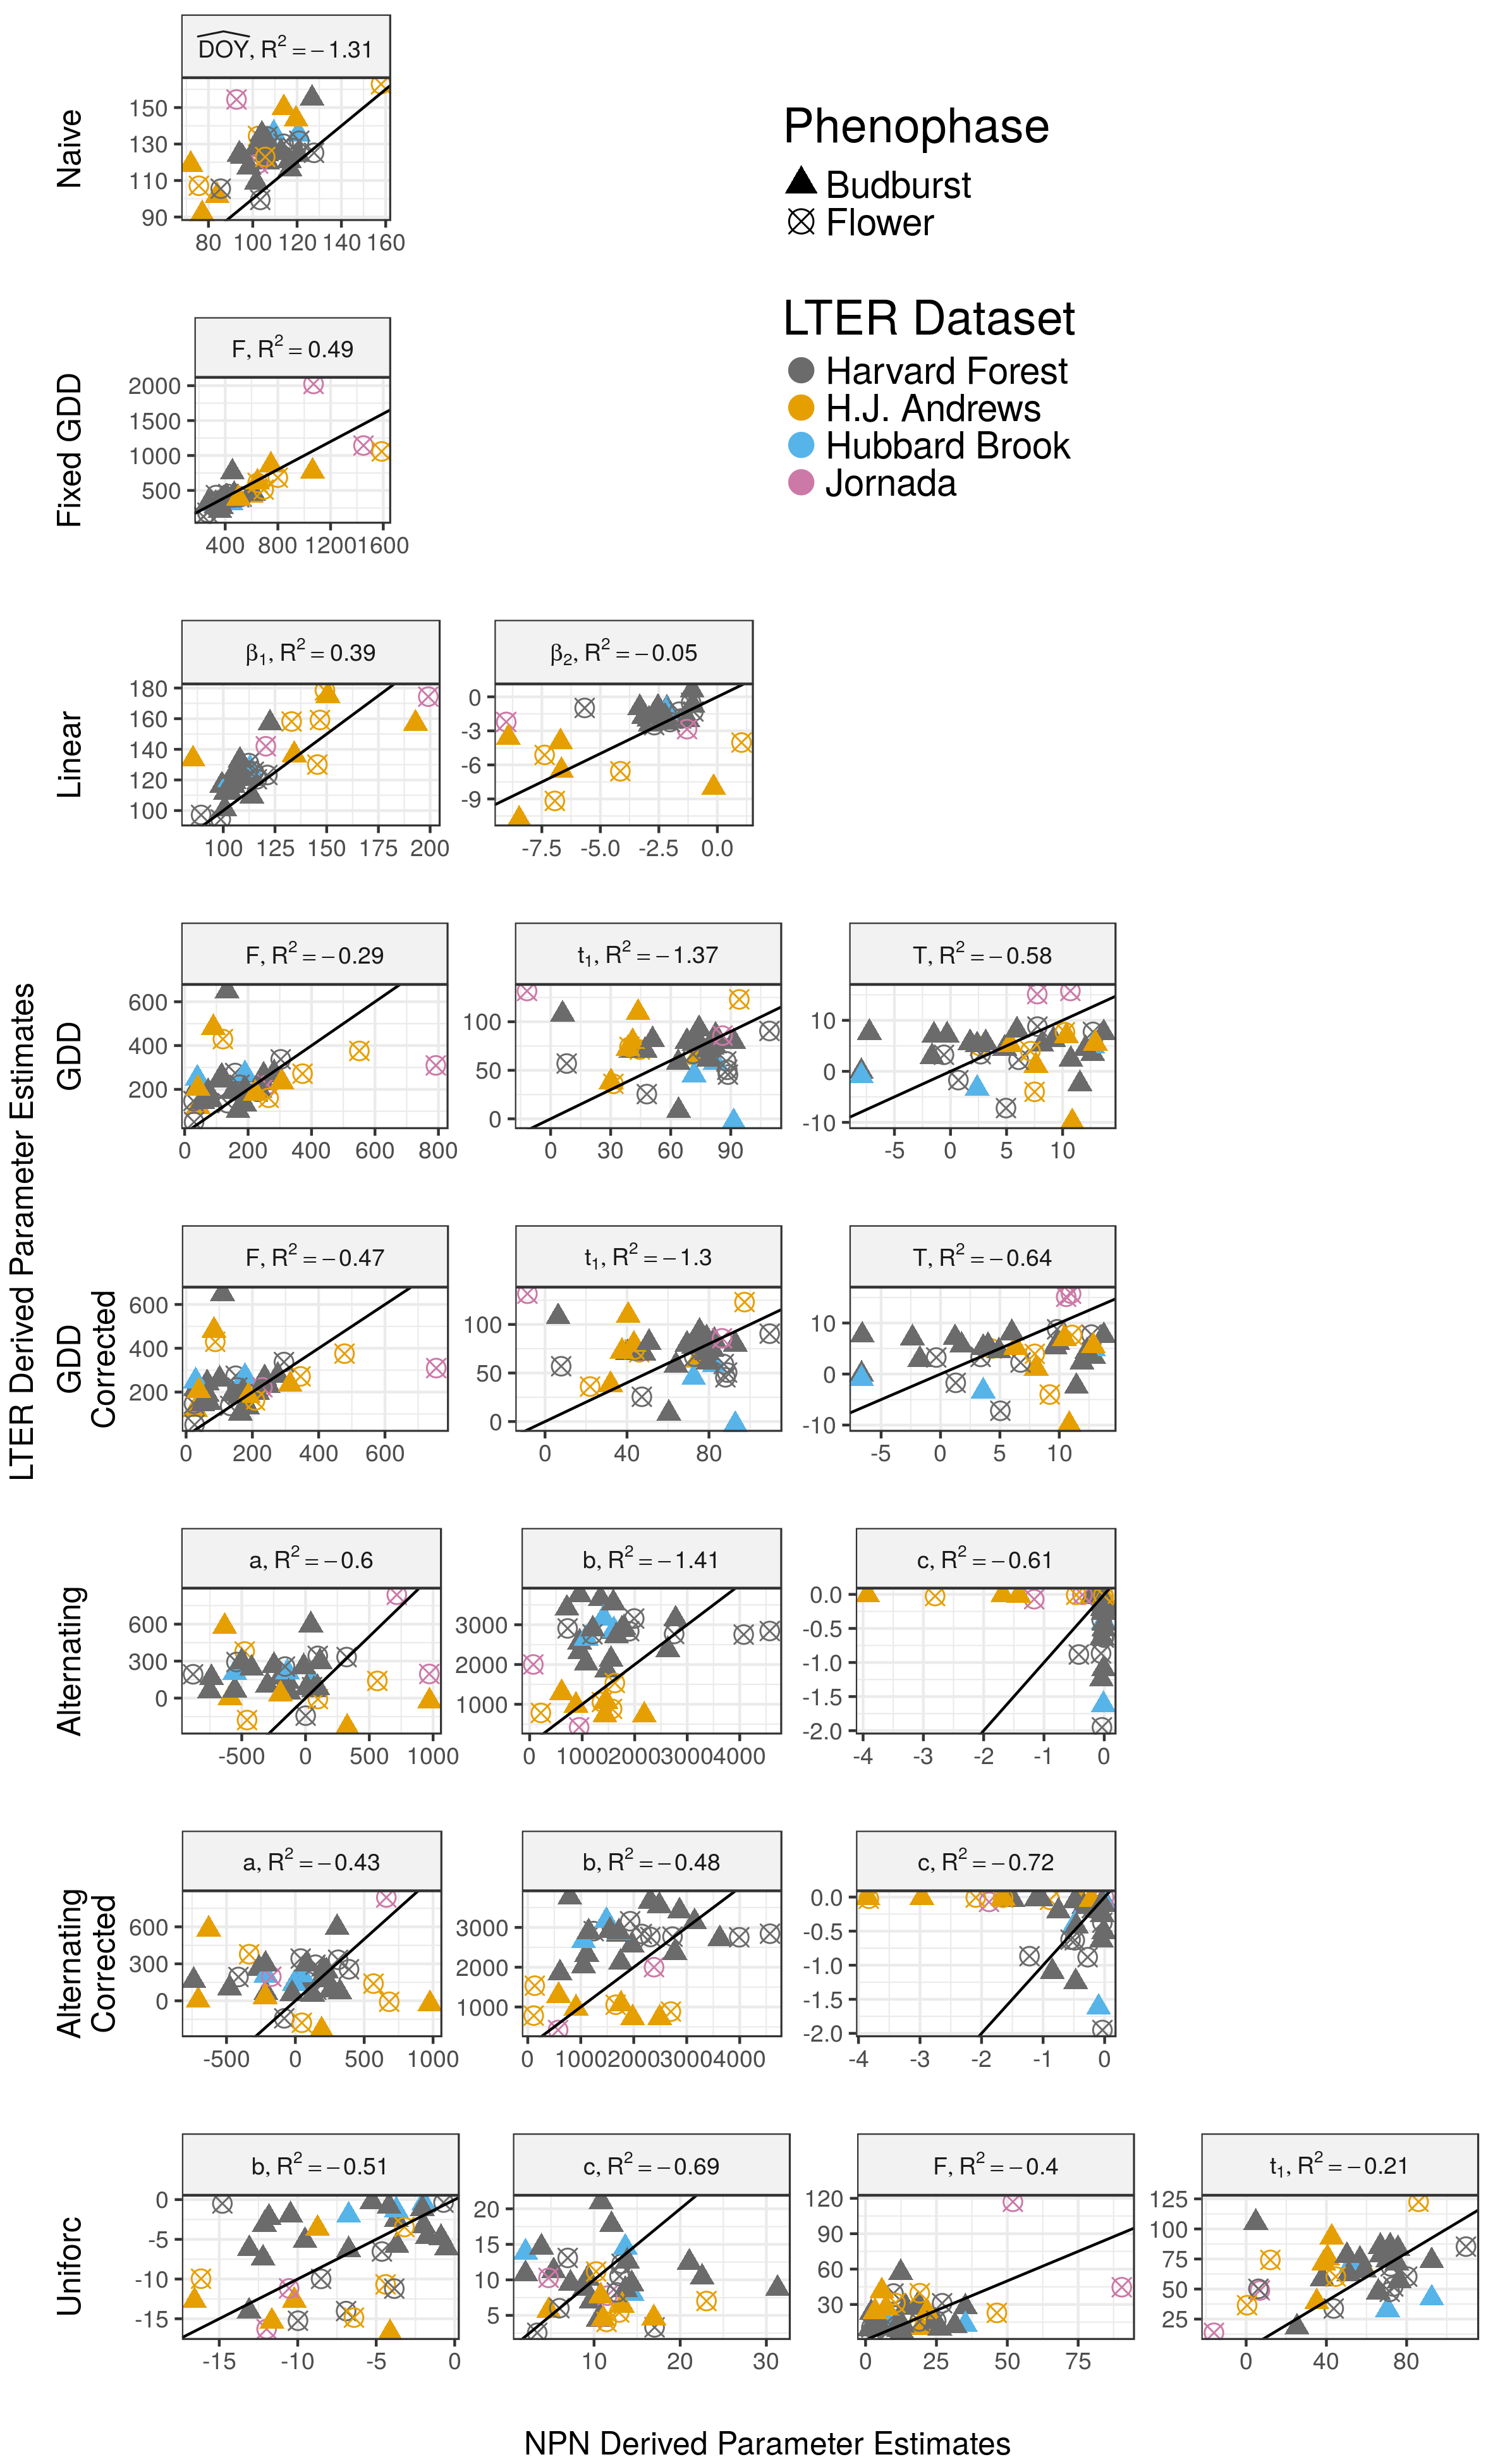 DOY, R² = −1.31
Naive
150
130
110
90
80 100 120 140 160
Phenophase
Budburst
Flower
LTER Dataset
Harvard Forest
H.J. Andrews
Hubbard Brook
Jornada
F, R² = 0.49
Fixed GDD
2000
1500
1000
500
400 800 1200 1600
β₁, R² = 0.39
β₂, R² = −0.05
Linear
180
160
140
120
100
100 125 150 175 200
0
-3
-6
-9
-7.5 -5.0 -2.5 0.0
LTER Derived Parameter Estimates
F, R² = −0.29
t₁, R² = −1.37
T, R² = −0.58
GDD
600
400
200
0 200 400 600 800
100
50
0
0 30 60 90
10
0
-10
-5 0 5 10
F, R² = −0.47
t₁, R² = −1.3
T, R² = −0.64
GDD
Corrected
600
400
200
0 200 400 600
100
50
0
0 40 80
10
0
-10
-5 0 5 10
a, R² = −0.6
b, R² = −1.41
c, R² = −0.61
Alternating
600
300
0
-500 0 500 1000
3000
2000
1000
0 1000 2000 3000 4000
0.0
-0.5
-1.0
-1.5
-2.0
-4 -3 -2 -1 0
a, R² = −0.43
b, R² = −0.48
c, R² = −0.72
Alternating
Corrected
600
300
0
-500 0 500 1000
3000
2000
1000
0 1000 2000 3000 4000
0.0
-0.5
-1.0
-1.5
-2.0
-4 -3 -2 -1 0
b, R² = −0.51
c, R² = −0.69
F, R² = −0.4
t₁, R² = −0.21
Uniforc
0
-5
-10
-15
-15 -10 -5 0
20
15
10
5
10 20 30
120
90
60
30
0 25 50 75
125
100
75
50
25
0 40 80
NPN Derived Parameter Estimates